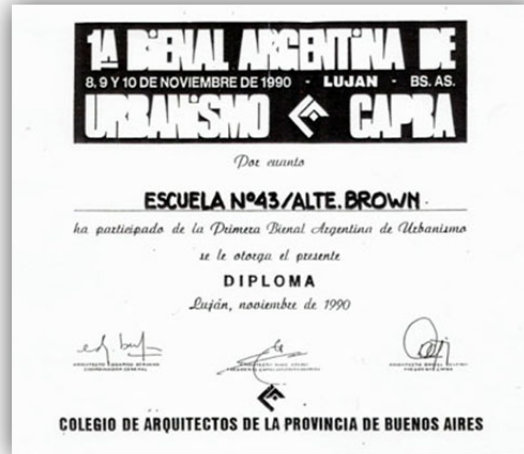 1ª BIENAL ARGENTINA DE
8, 9 Y 10 DE NOVIEMBRE DE 1990 - LUJAN - BS. AS.
URBANISMO CAPBA
Por cuanto
ESCUELA Nº43/ALTE. BROWN.
ha participado de la Primera Bienal Argentina de Urbanismo
se le otorga el presente
DIPLOMA
Luján, noviembre de 1990
COORDINADOR GENERAL
COLEGIO DE ARQUITECTOS DE LA PROVINCIA DE BUENOS AIRES